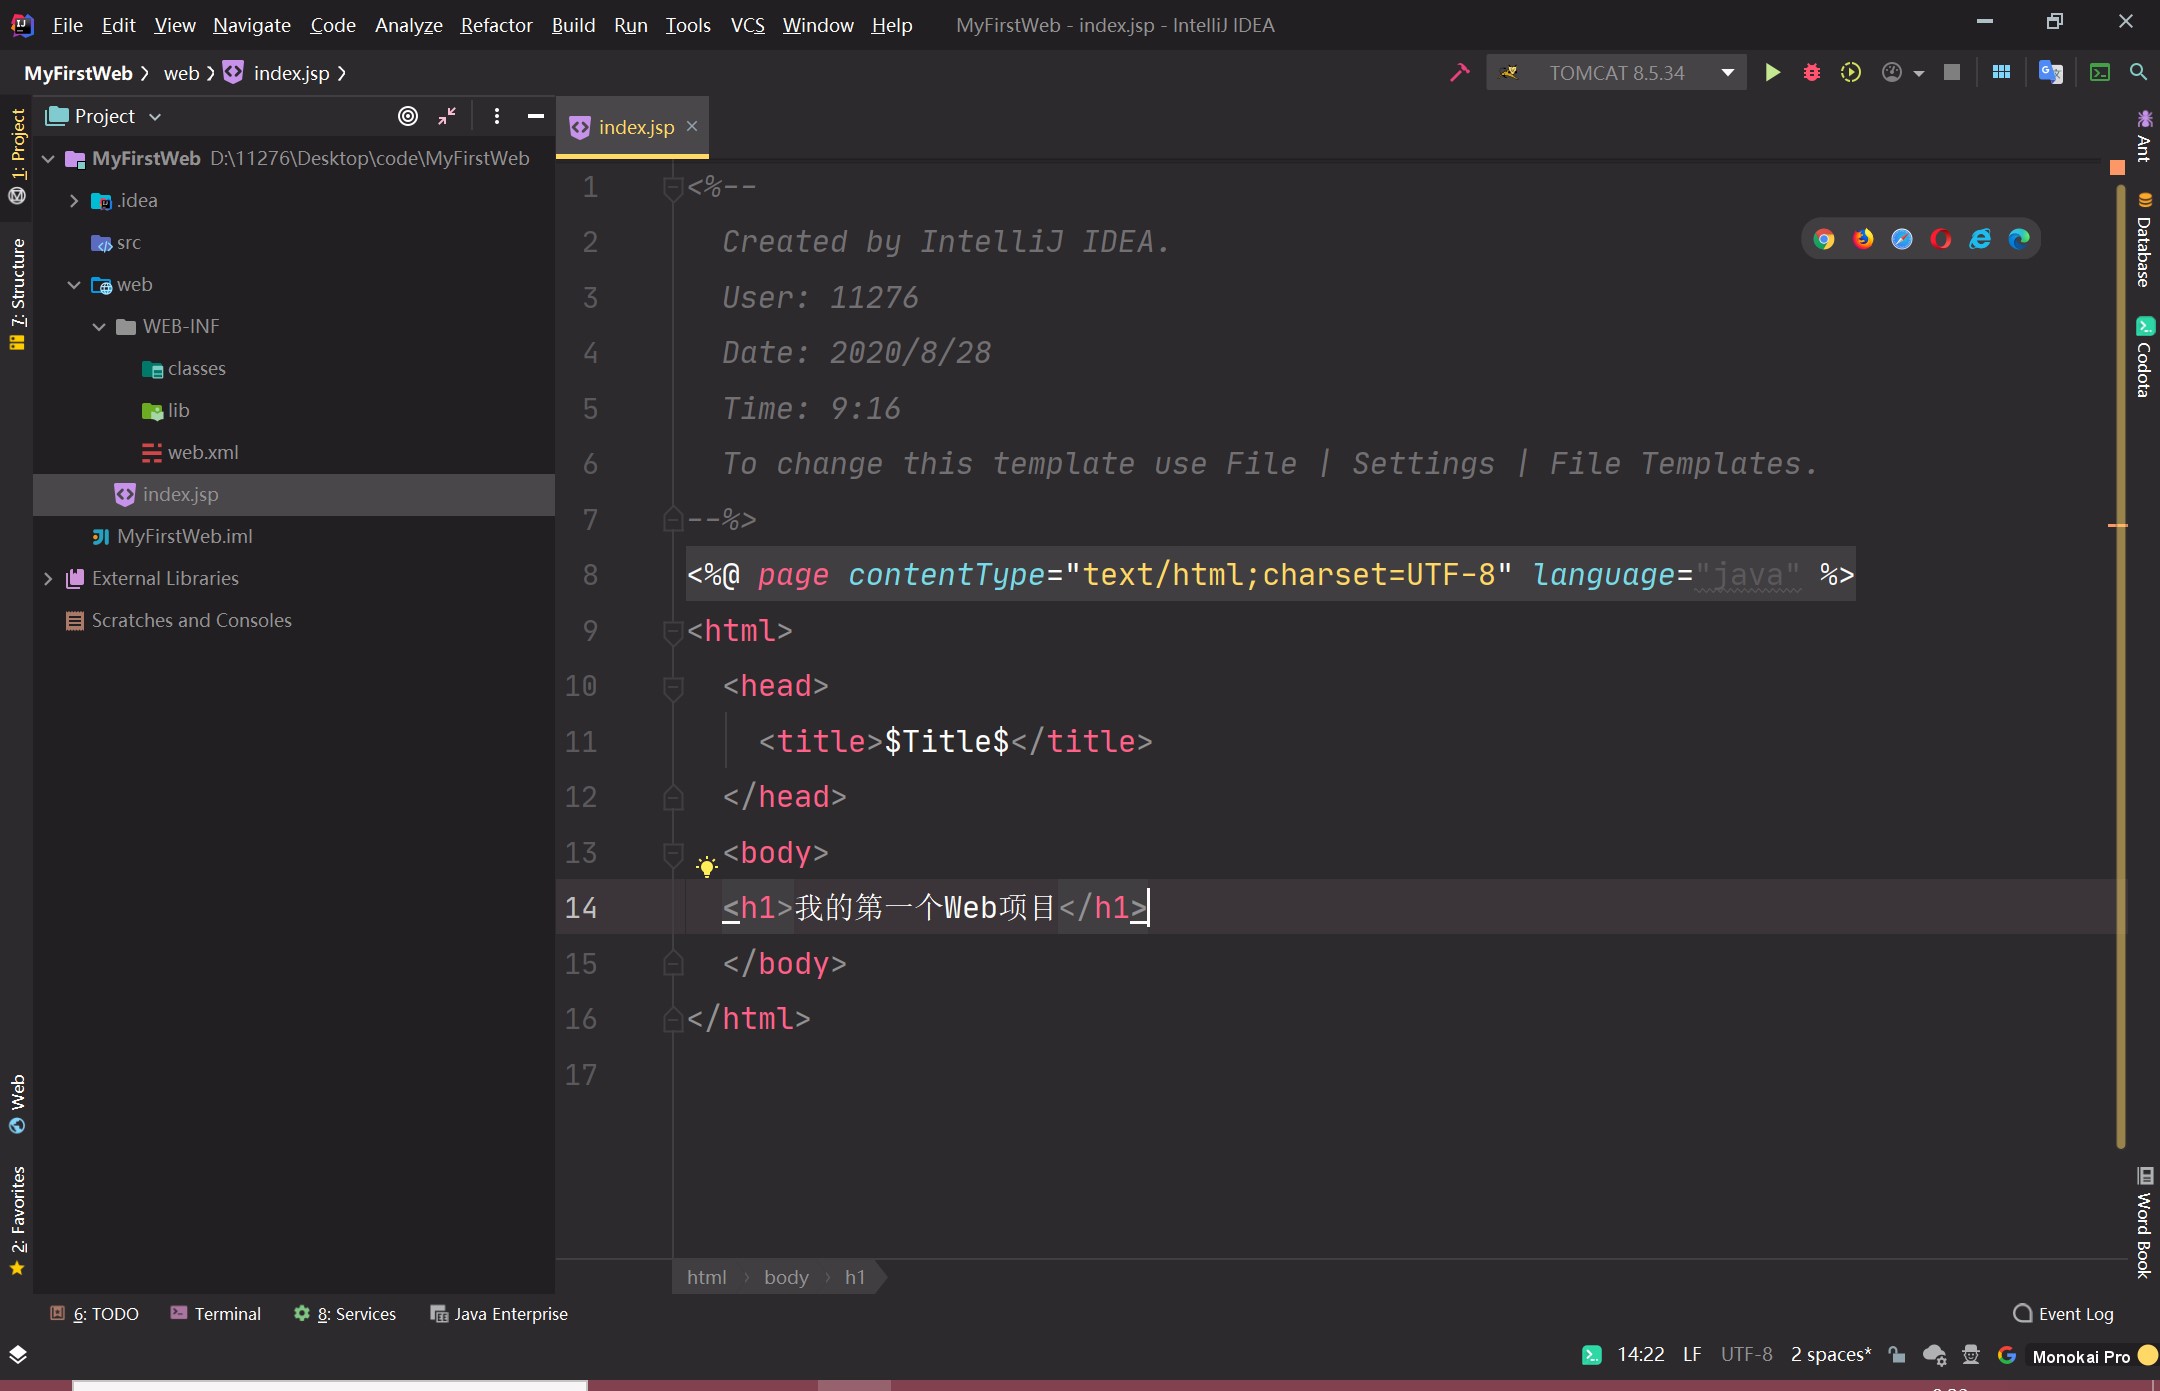 File Edit View Navigate Code Analyze Refactor Build Run Tools VCS Window Help MyFirstWeb - index.jsp - IntelliJ IDEA
MyFirstWeb web index.jsp
TOMCAT 8.5.34
1: Project
7: Structure
Web
2: Favorites
Project
MyFirstWeb D:\11276\Desktop\code\MyFirstWeb
.idea
src
web
WEB-INF
classes
lib
web.xml
index.jsp
MyFirstWeb.iml
External Libraries
Scratches and Consoles
index.jsp
1 <%--
2 Created by IntelliJ IDEA.
3 User: 11276
4 Date: 2020/8/28
5 Time: 9:16
6 To change this template use File | Settings | File Templates.
7 --%>
8 <%@ page contentType="text/html;charset=UTF-8" language="java" %>
9 <html>
10 <head>
11 <title>$Title$</title>
12 </head>
13 <body>
14 <h1>我的第一个Web项目</h1>
15 </body>
16 </html>
17
html body h1
Ant
Database
Codota
Word Book
6: TODO Terminal 8: Services Java Enterprise Event Log
14:22 LF UTF-8 2 spaces* Monokai Pro